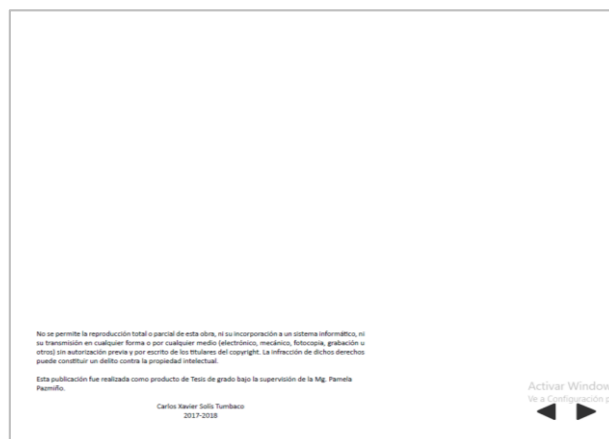 No se permite la reproducción total o parcial de esta obra, ni su incorporación a un sistema informático, ni
su transmisión en cualquier forma o por cualquier medio (electrónico, mecánico, fotocopia, grabación u
otros) sin autorización previa y por escrito de los titulares del copyright. La infracción de dichos derechos
puede constituir un delito contra la propiedad intelectual.
Esta publicación fue realizada como producto de Tesis de grado bajo la supervisión de la Mg. Pamela
Pazmiño.
Carlos Xavier Solís Tumbaco
2017-2018
Activar Window
Ve a Configuración p